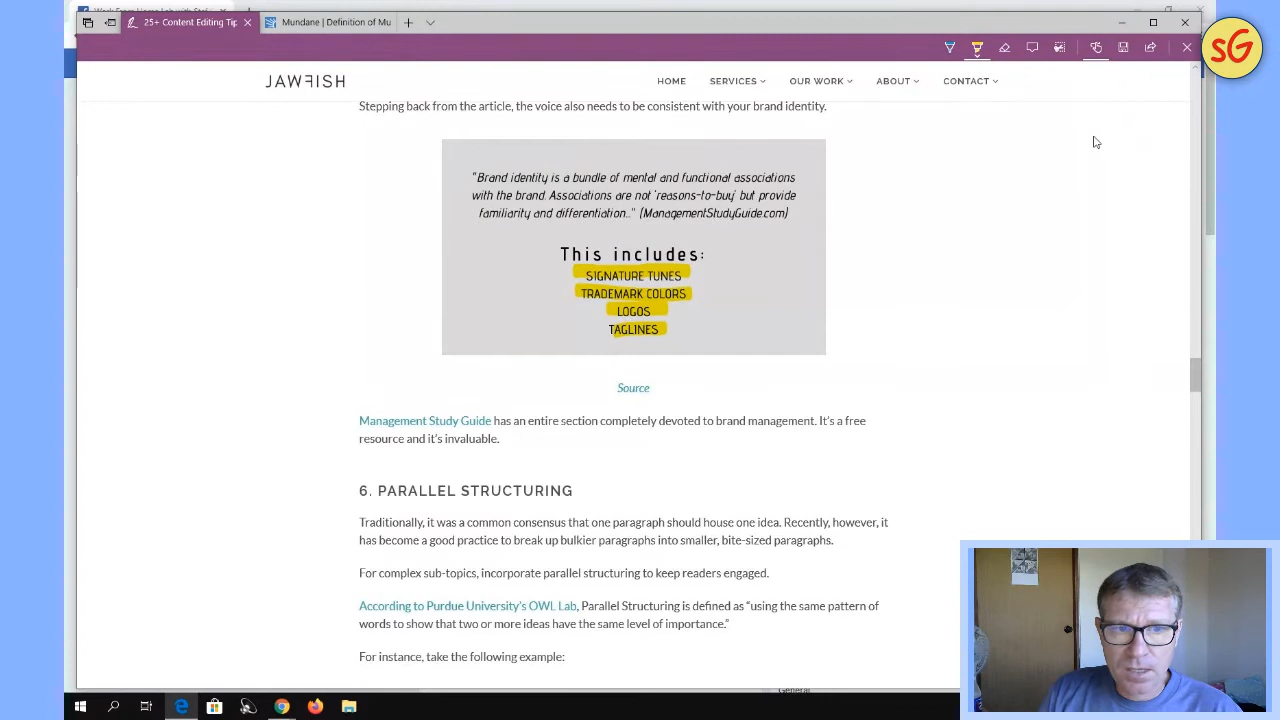 Work From Home Lab with Stef
25+ Content Editing Tip
Mundane | Definition of Mu
SG
JAWFISH
HOME
SERVICES
OUR WORK
ABOUT
CONTACT
Stepping back from the article, the voice also needs to be consistent with your brand identity.
"Brand identity is a bundle of mental and functional associations
with the brand. Associations are not 'reasons-to-buy' but provide
familiarity and differentiation..." (ManagementStudyGuide.com)
This includes:
SIGNATURE TUNES
TRADEMARK COLORS
LOGOS
TAGLINES
Source
Management Study Guide has an entire section completely devoted to brand management. It's a free
resource and it's invaluable.
6. PARALLEL STRUCTURING
Traditionally, it was a common consensus that one paragraph should house one idea. Recently, however, it
has become a good practice to break up bulkier paragraphs into smaller, bite-sized paragraphs.
For complex sub-topics, incorporate parallel structuring to keep readers engaged.
According to Purdue University's OWL Lab, Parallel Structuring is defined as “using the same pattern of
words to show that two or more ideas have the same level of importance.”
For instance, take the following example:
General